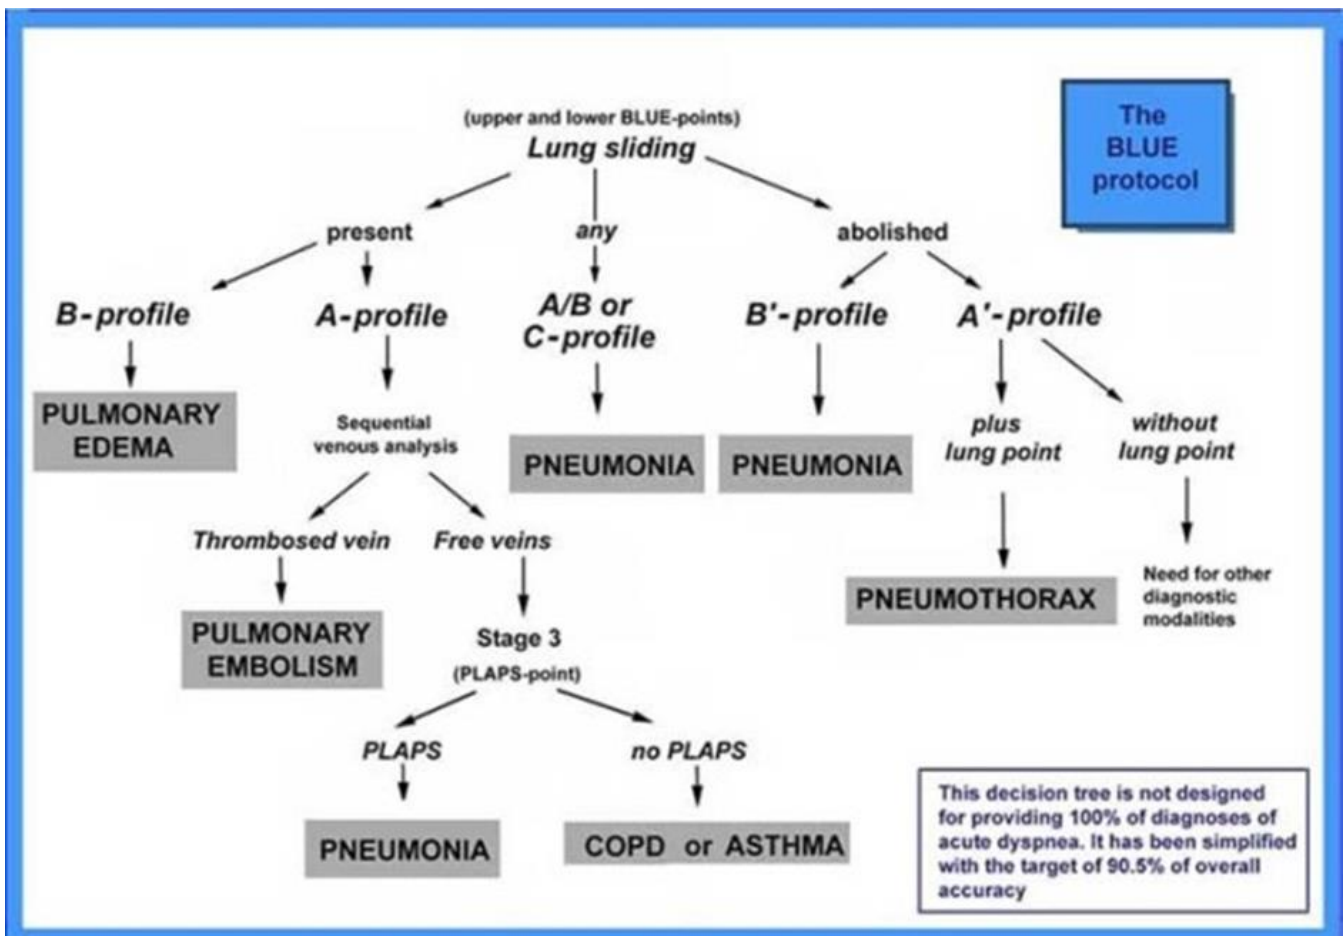 The
BLUE
protocol
(upper and lower BLUE-points)
Lung sliding
present
any
abolished
B-profile
A-profile
A/B or
C-profile
B'-profile
A'-profile
PULMONARY
EDEMA
Sequential
venous analysis
PNEUMONIA
PNEUMONIA
plus
lung point
without
lung point
Thrombosed vein
Free veins
PNEUMOTHORAX
Need for other
diagnostic
modalities
PULMONARY
EMBOLISM
Stage 3
(PLAPS-point)
PLAPS
no PLAPS
PNEUMONIA
COPD or ASTHMA
This decision tree is not designed
for providing 100% of diagnoses of
acute dyspnea. It has been simplified
with the target of 90.5% of overall
accuracy